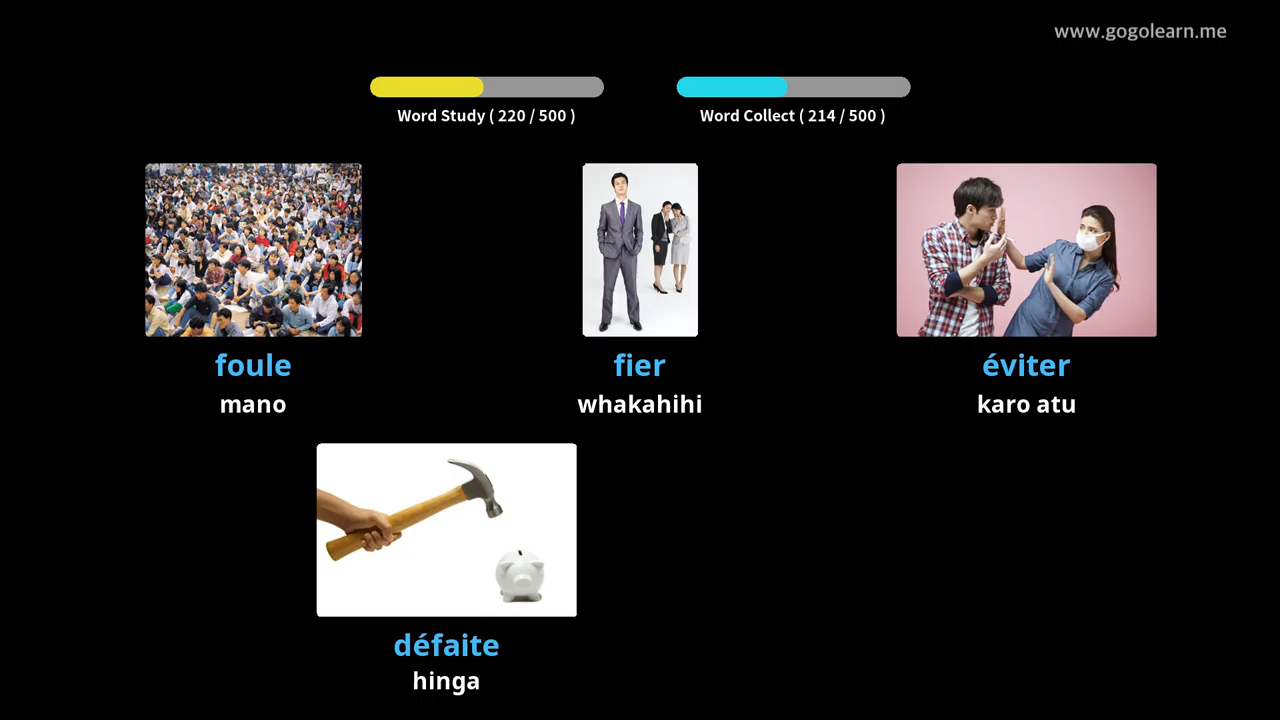 www.gogolearn.me
Word Study ( 220 / 500 )
Word Collect ( 214 / 500 )
foule
mano
fier
whakahihi
éviter
karo atu
défaite
hinga